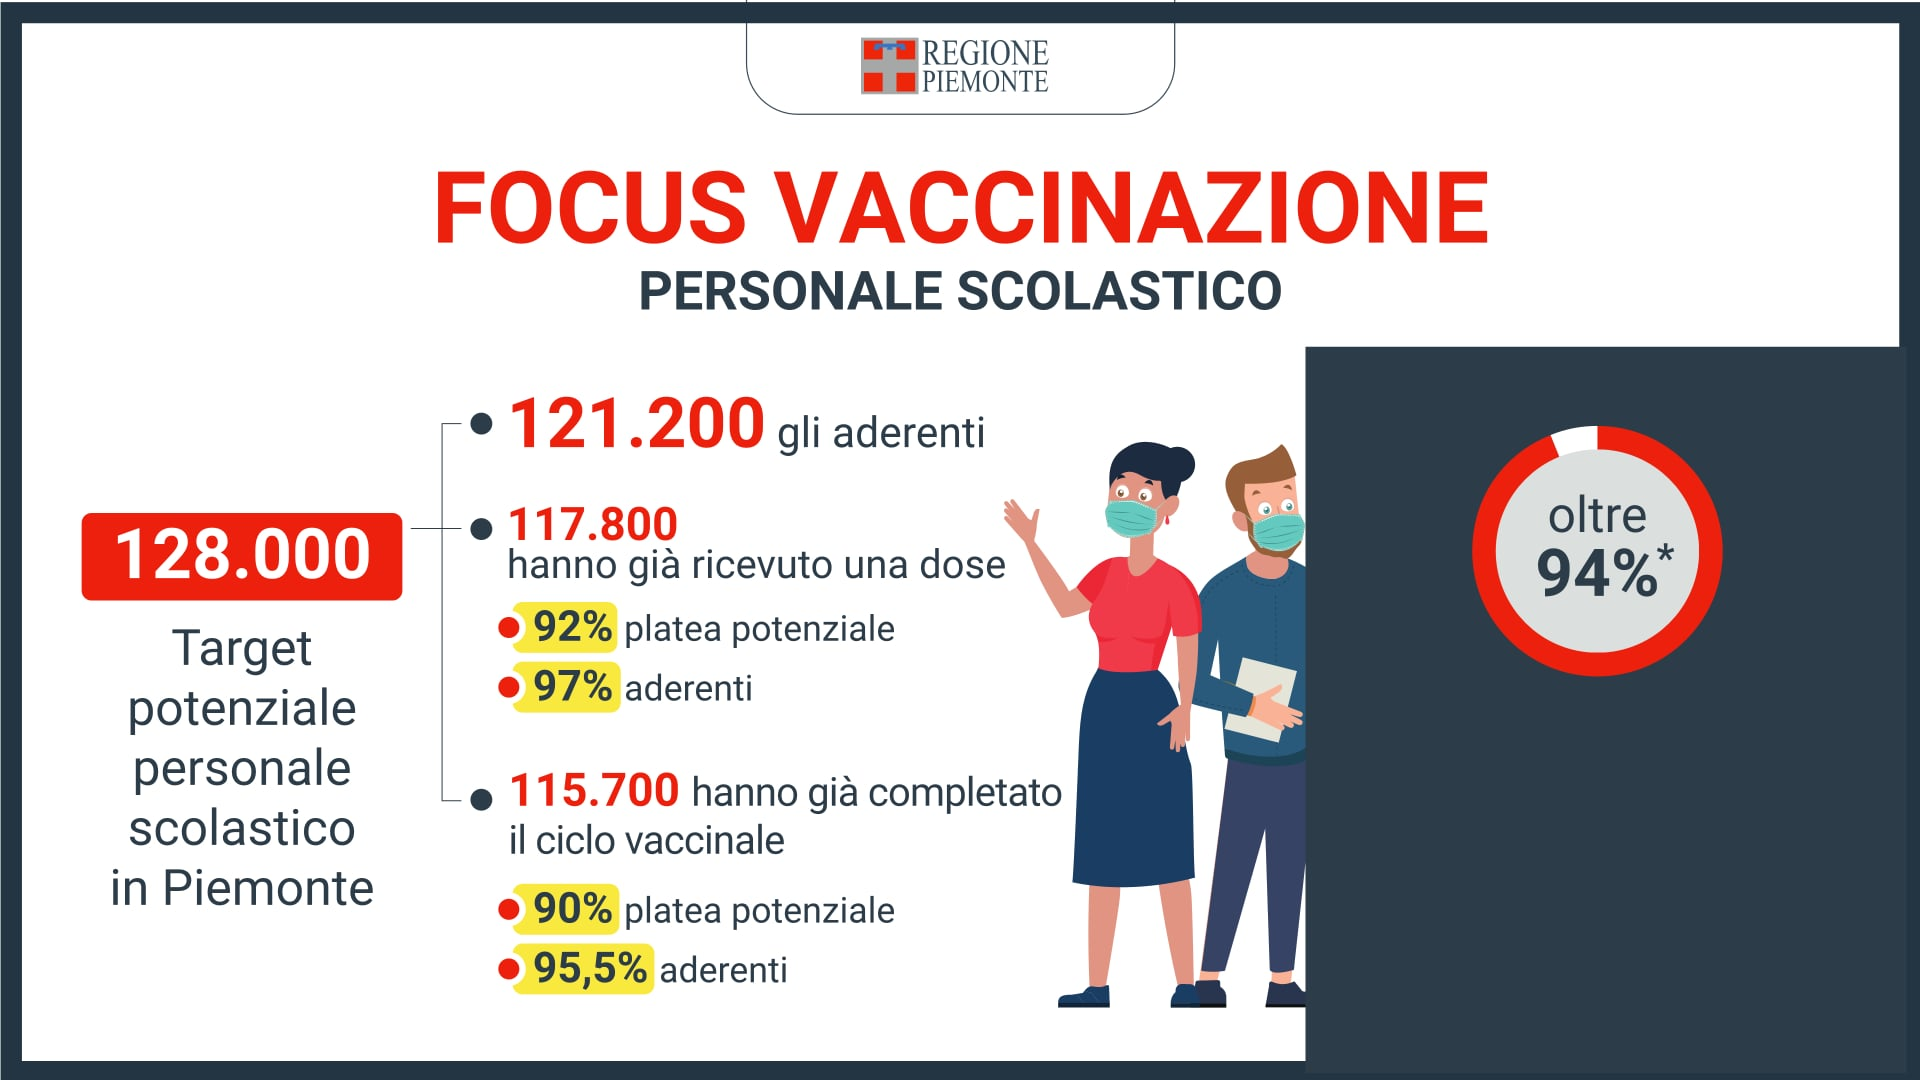 REGIONE
PIEMONTE
FOCUS VACCINAZIONE
PERSONALE SCOLASTICO
128.000
Target
potenziale
personale
scolastico
in Piemonte
121.200 gli aderenti
117.800
hanno già ricevuto una dose
92% platea potenziale
97% aderenti
115.700 hanno già completato
il ciclo vaccinale
90% platea potenziale
95,5% aderenti
oltre
94%*